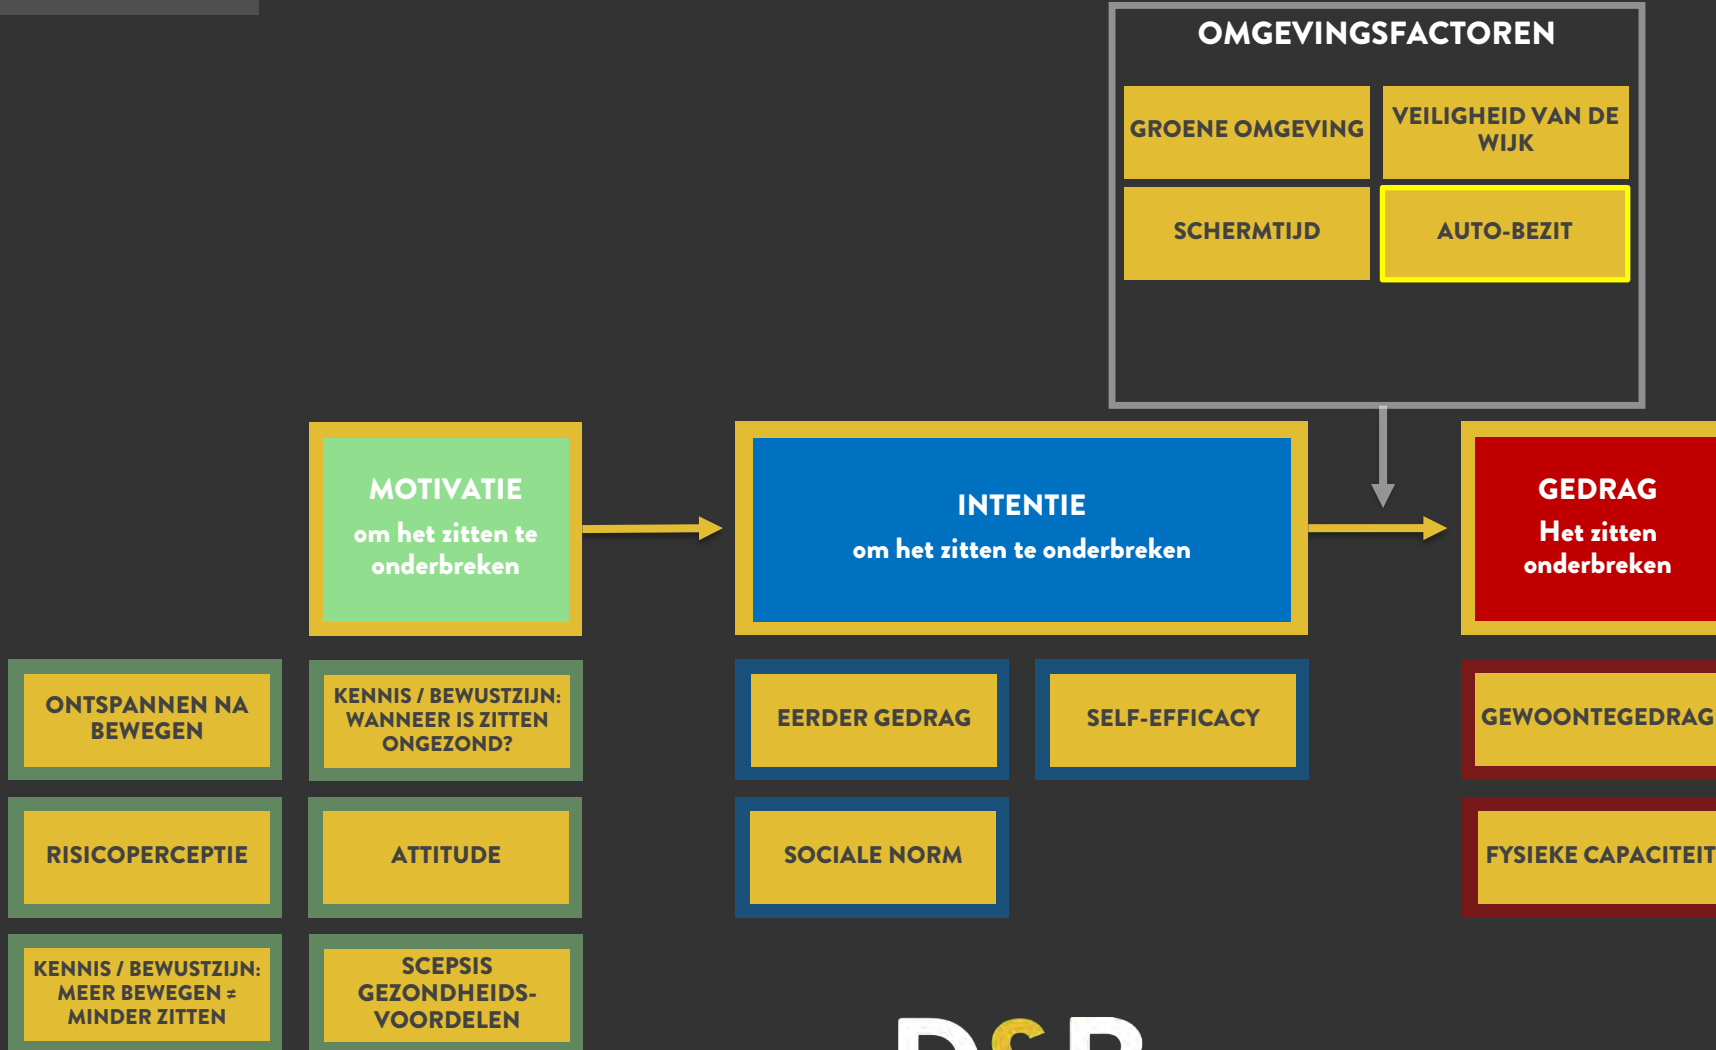 OMGEVINGSFACTOREN
GROENE OMGEVING
VEILIGHEID VAN DE
WIJK
SCHERMTIJD
AUTO-BEZIT
MOTIVATIE
om het zitten te
onderbreken
INTENTIE
om het zitten te onderbreken
GEDRAG
Het zitten
onderbreken
ONTSPANNEN NA
BEWEGEN
KENNIS / BEWUSTZIJN:
WANNEER IS ZITTEN
ONGEZOND?
EERDER GEDRAG
SELF-EFFICACY
GEWOONTEGEDRAG
RISICOPERCEPTIE
ATTITUDE
SOCIALE NORM
FYSIEKE CAPACITEIT
KENNIS / BEWUSTZIJN:
MEER BEWEGEN ≠
MINDER ZITTEN
SCEPSIS
GEZONDHEIDS-
VOORDELEN